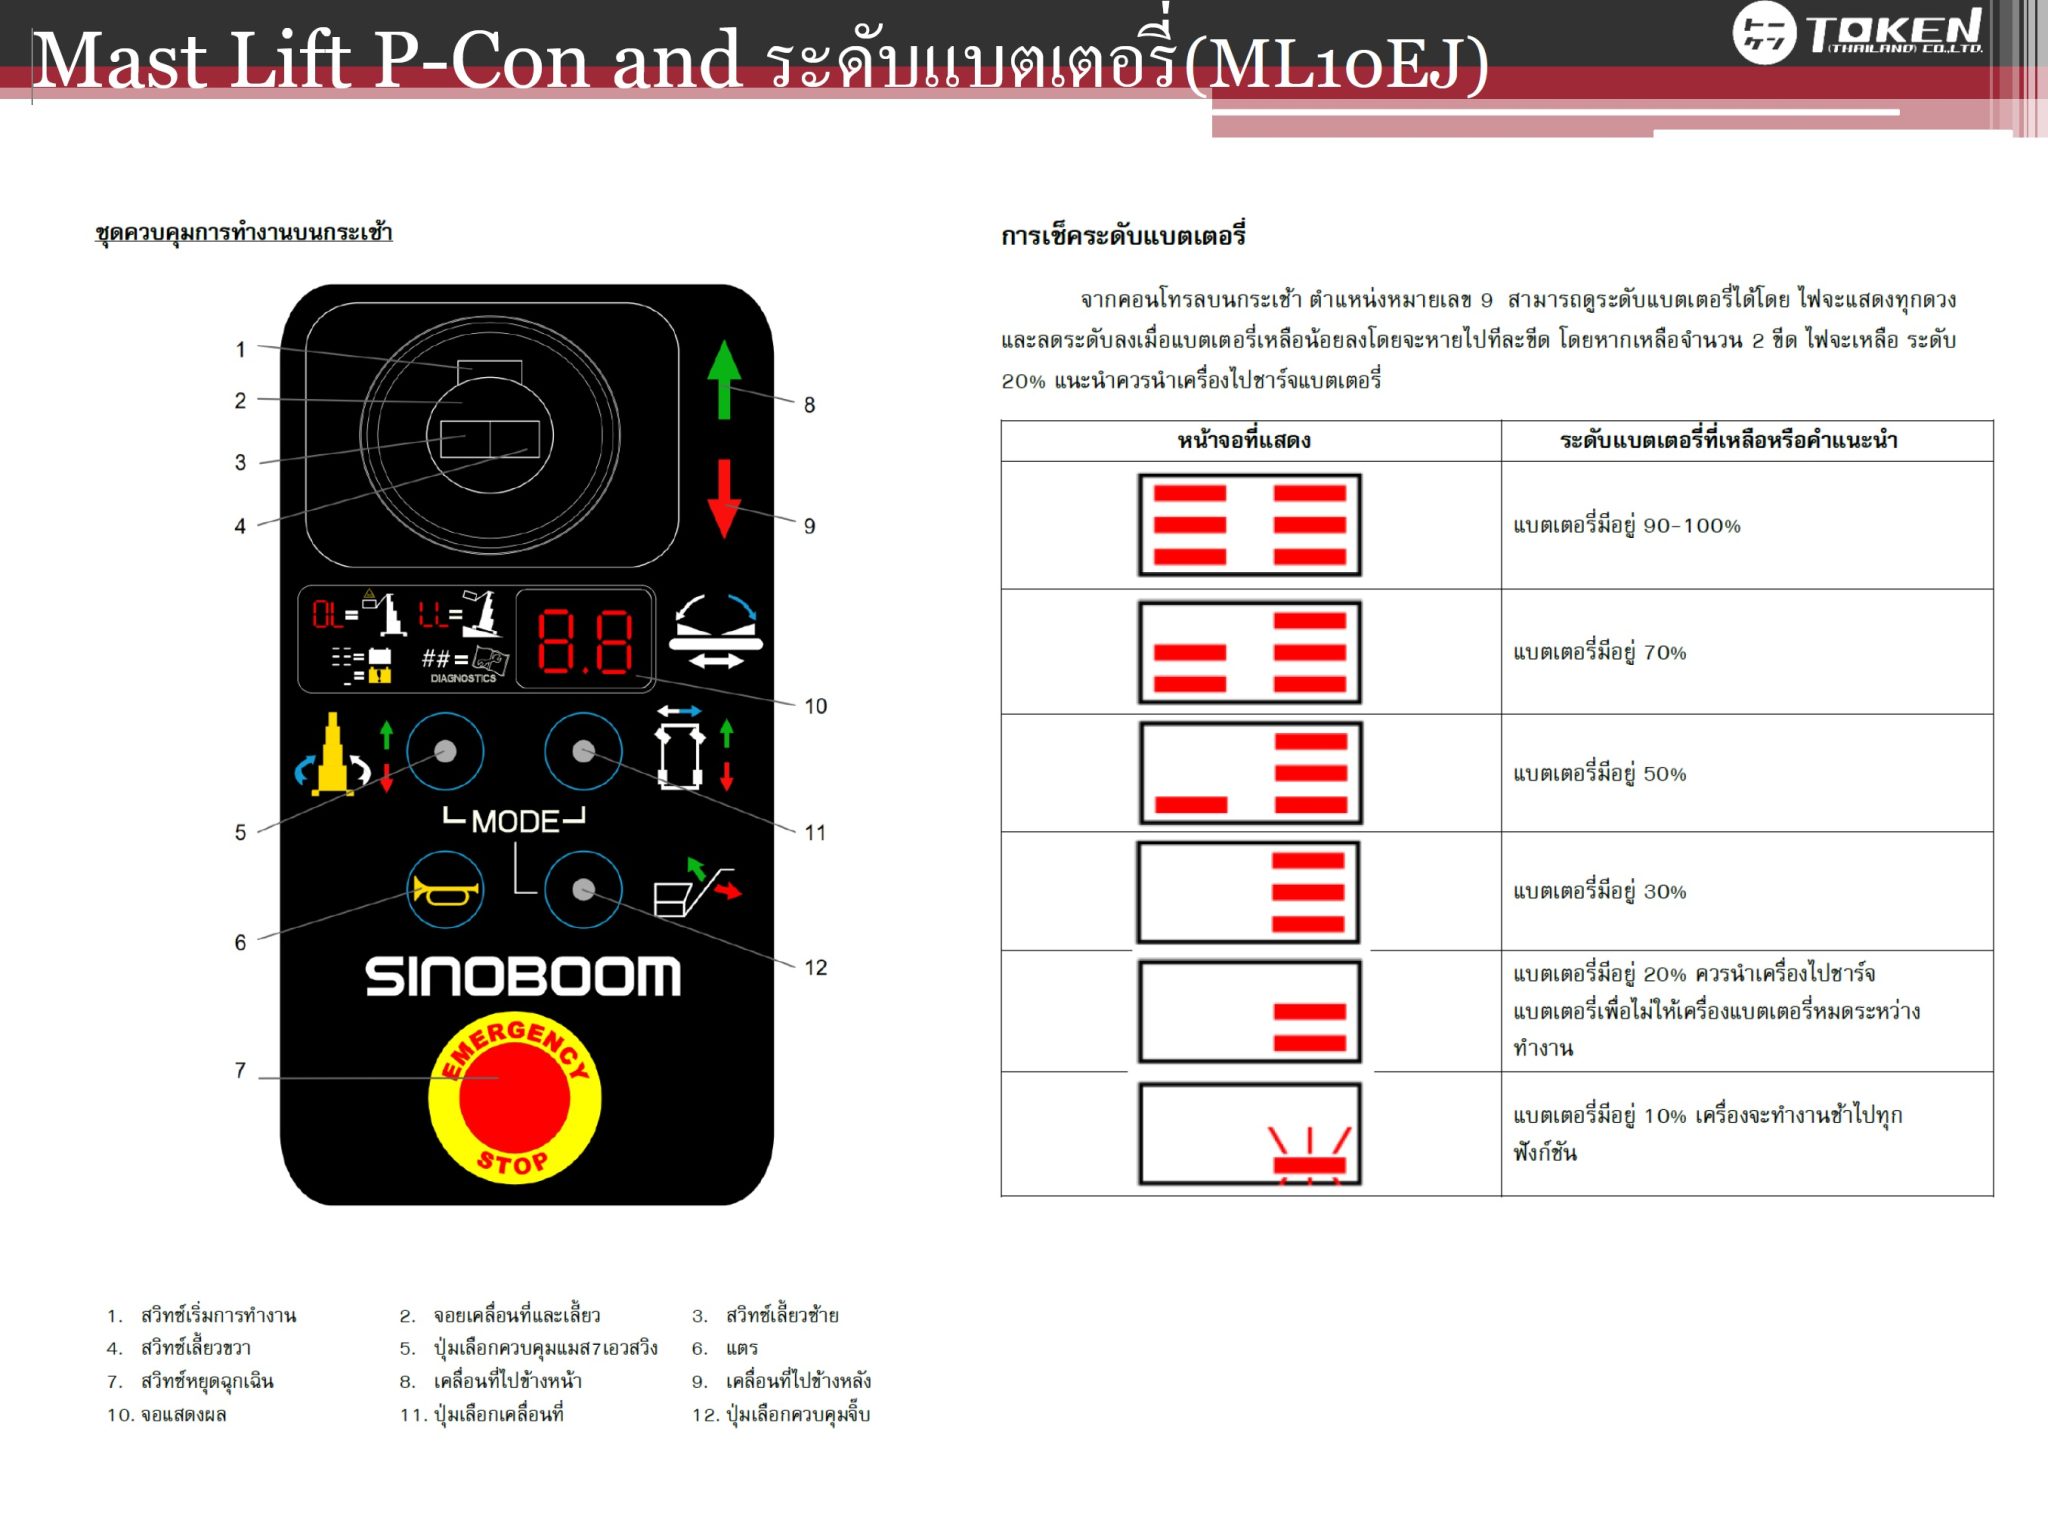 Mast Lift P-Con and ระดับแบตเตอรี่(ML10EJ)
TOKEN
(THAILAND) CO.,LTD.
ชุดควบคุมการทำงานบนกระเช้า
1
2
3
4
8
9
OL=
LL=
=
##=
=
DIAGNOSTICS
8.8
10
MODE
5
11
6
12
SINOBOOM
EMERGENCY
STOP
7
1. สวิทช์เริ่มการทำงาน
2. จอยเคลื่อนที่และเลี้ยว
3. สวิทช์เลี้ยวซ้าย
4. สวิทช์เลี้ยวขวา
5. ปุ่มเลือกควบคุมแมส7เอวสวิง
6. แตร
7. สวิทช์หยุดฉุกเฉิน
8. เคลื่อนที่ไปข้างหน้า
9. เคลื่อนที่ไปข้างหลัง
10. จอแสดงผล
11. ปุ่มเลือกเคลื่อนที่
12. ปุ่มเลือกควบคุมจิ๊บ
การเช็คระดับแบตเตอรี่
จากคอนโทรลบนกระเช้า ตำแหน่งหมายเลข 9 สามารถดูระดับแบตเตอรี่ได้โดย ไฟจะแสดงทุกดวง
และลดระดับลงเมื่อแบตเตอรี่เหลือน้อยลงโดยจะหายไปทีละขีด โดยหากเหลือจำนวน 2 ขีด ไฟจะเหลือ ระดับ
20% แนะนำควรนำเครื่องไปชาร์จแบตเตอรี่
หน้าจอที่แสดง
ระดับแบตเตอรี่ที่เหลือหรือคำแนะนำ
แบตเตอรี่มีอยู่ 90-100%
แบตเตอรี่มีอยู่ 70%
แบตเตอรี่มีอยู่ 50%
แบตเตอรี่มีอยู่ 30%
แบตเตอรี่มีอยู่ 20% ควรนำเครื่องไปชาร์จ
แบตเตอรี่เพื่อไม่ให้เครื่องแบตเตอรี่หมดระหว่าง
ทำงาน
แบตเตอรี่มีอยู่ 10% เครื่องจะทำงานช้าไปทุก
ฟังก์ชัน